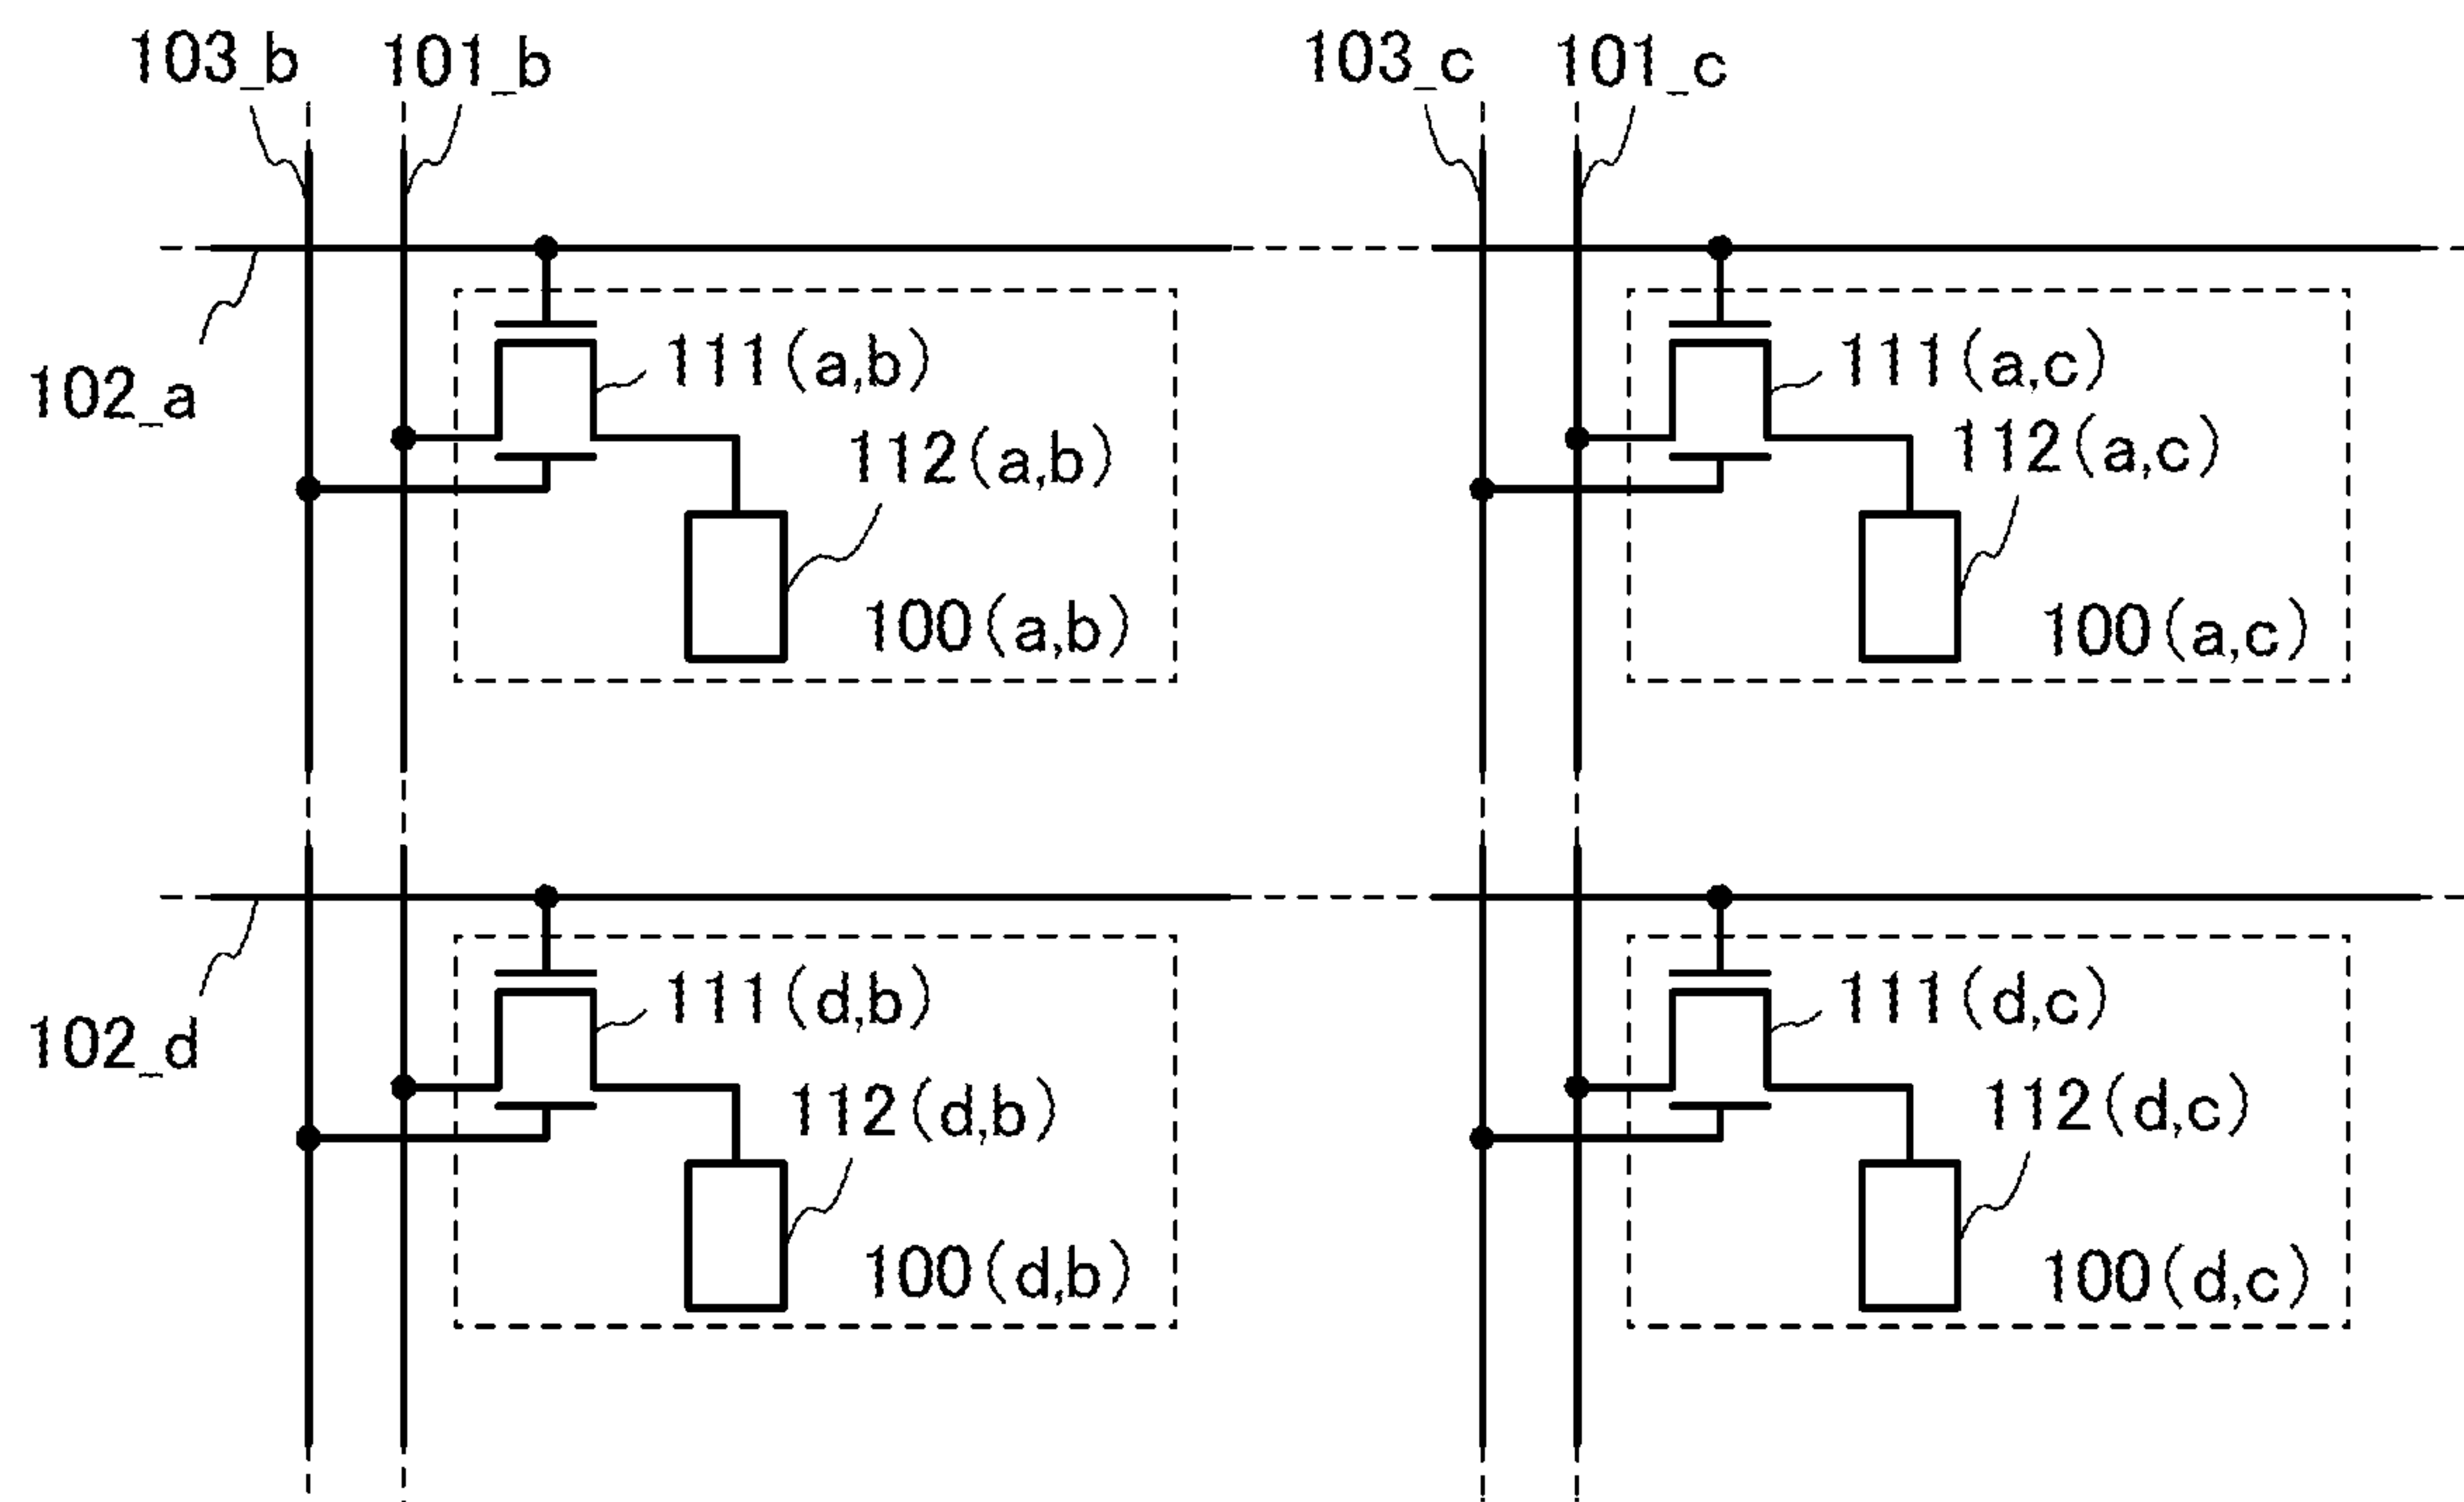 103_b 101_b 103_c 101_c
111(a,b) 111(a,c)
102_a
112(a,b) 112(a,c)
100(a,b) 100(a,c)
111(d,b) 111(d,c)
102_d
112(d,b) 112(d,c)
100(d,b) 100(d,c)